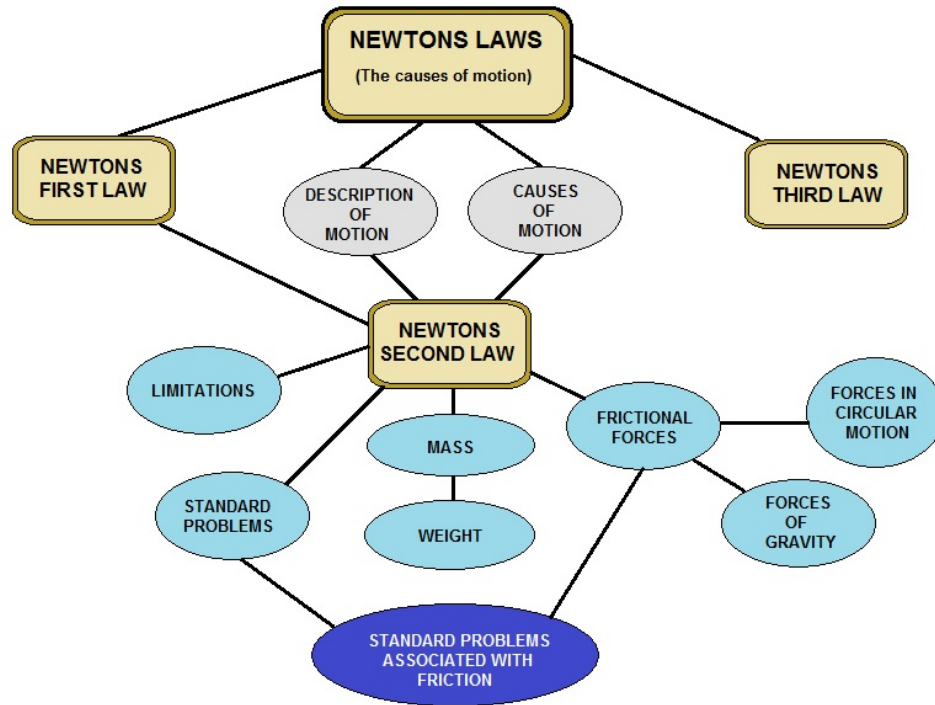 NEWTONS LAWS
(The causes of motion)
NEWTONS
FIRST LAW
DESCRIPTION
OF
MOTION
CAUSES
OF
MOTION
NEWTONS
THIRD LAW
NEWTONS
SECOND LAW
LIMITATIONS
MASS
FRICTIONAL
FORCES
FORCES IN
CIRCULAR
MOTION
STANDARD
PROBLEMS
WEIGHT
FORCES
OF
GRAVITY
STANDARD PROBLEMS
ASSOCIATED WITH
FRICTION